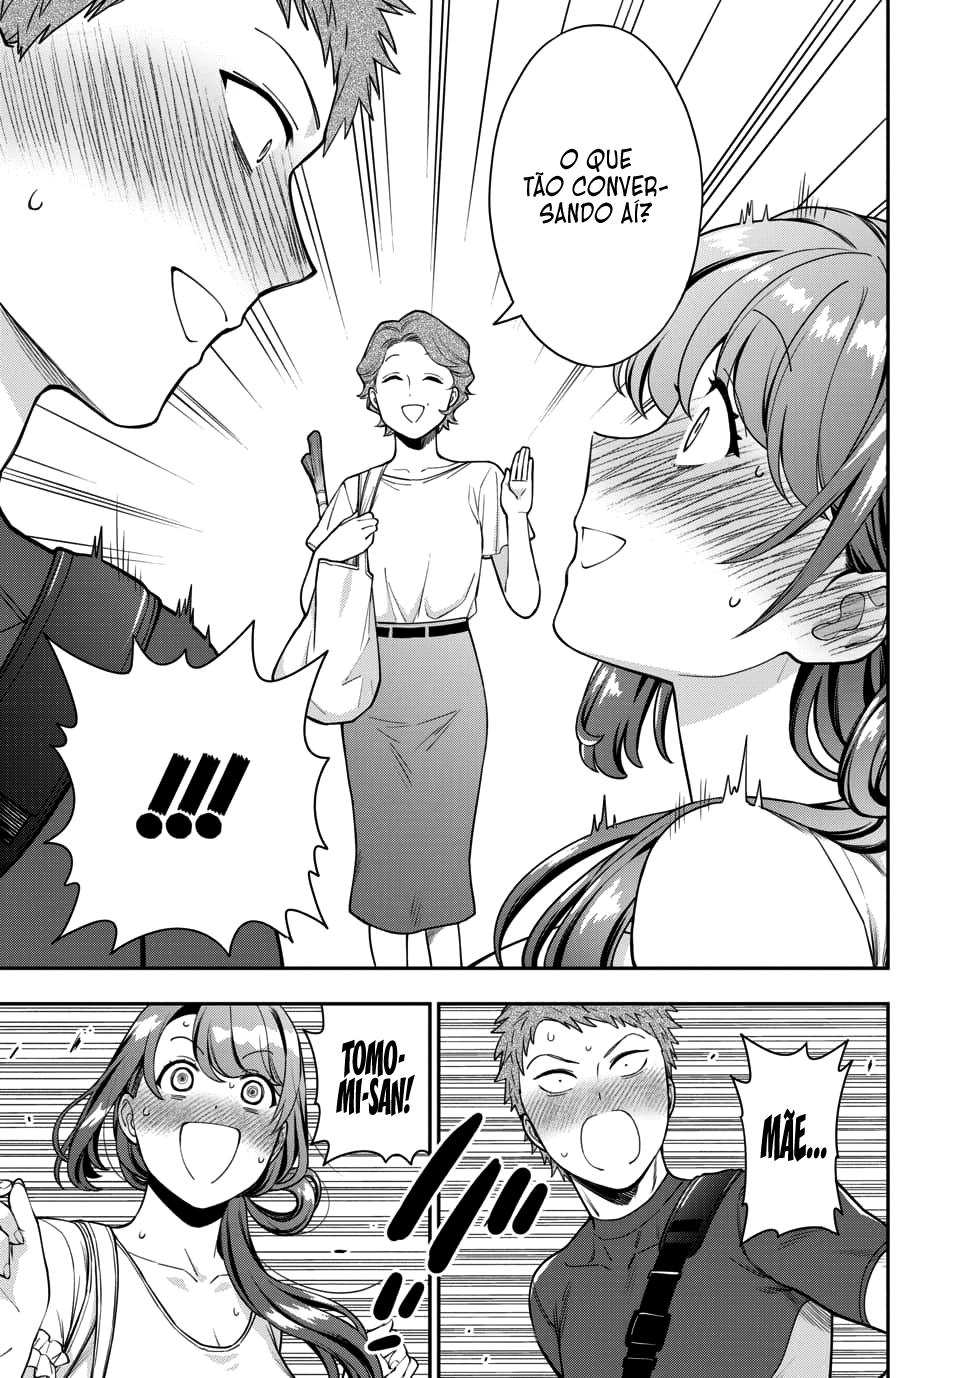 O QUE
TÃO CONVER-
SANDO AÍ?
!!!
MÃE...
TOMO-
MI-SAN!